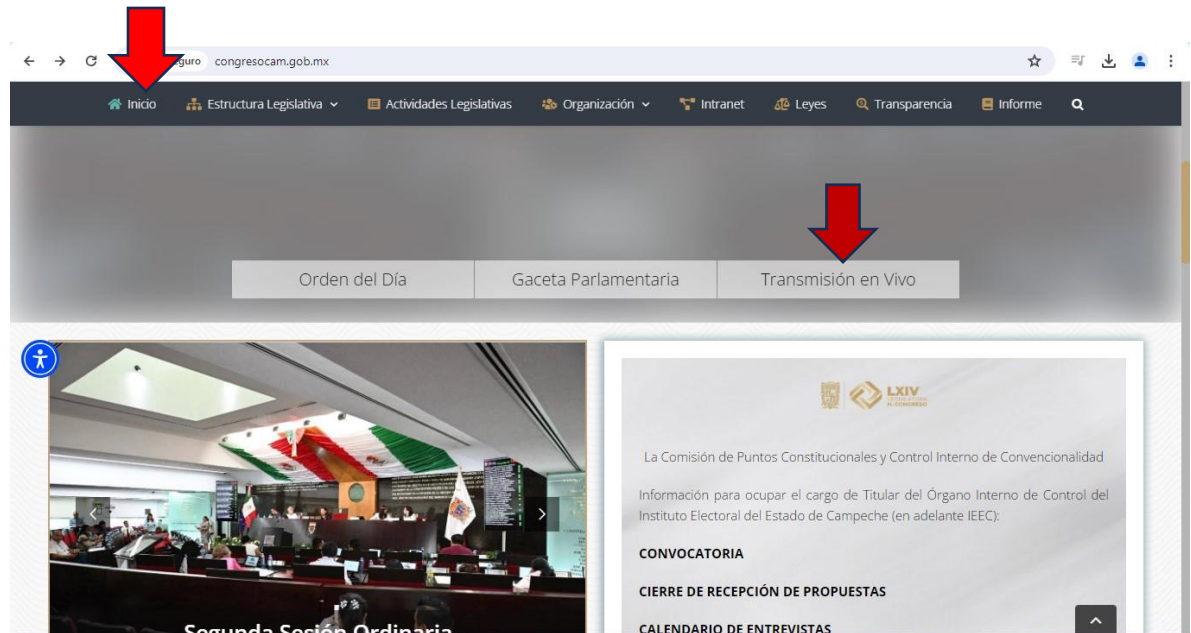 eguro congresocam.gob.mx
Inicio Estructura Legislativa Actividades Legislativas Organización Intranet Leyes Transparencia Informe
Orden del Día Gaceta Parlamentaria Transmisión en Vivo
LXIV
LEGISLATURA
H. CONGRESO
La Comisión de Puntos Constitucionales y Control Interno de Convencionalidad
Información para ocupar el cargo de Titular del Órgano Interno de Control del
Instituto Electoral del Estado de Campeche (en adelante IEEC):
CONVOCATORIA
CIERRE DE RECEPCIÓN DE PROPUESTAS
CALENDARIO DE ENTREVISTAS
Segunda Sesión Ordinaria